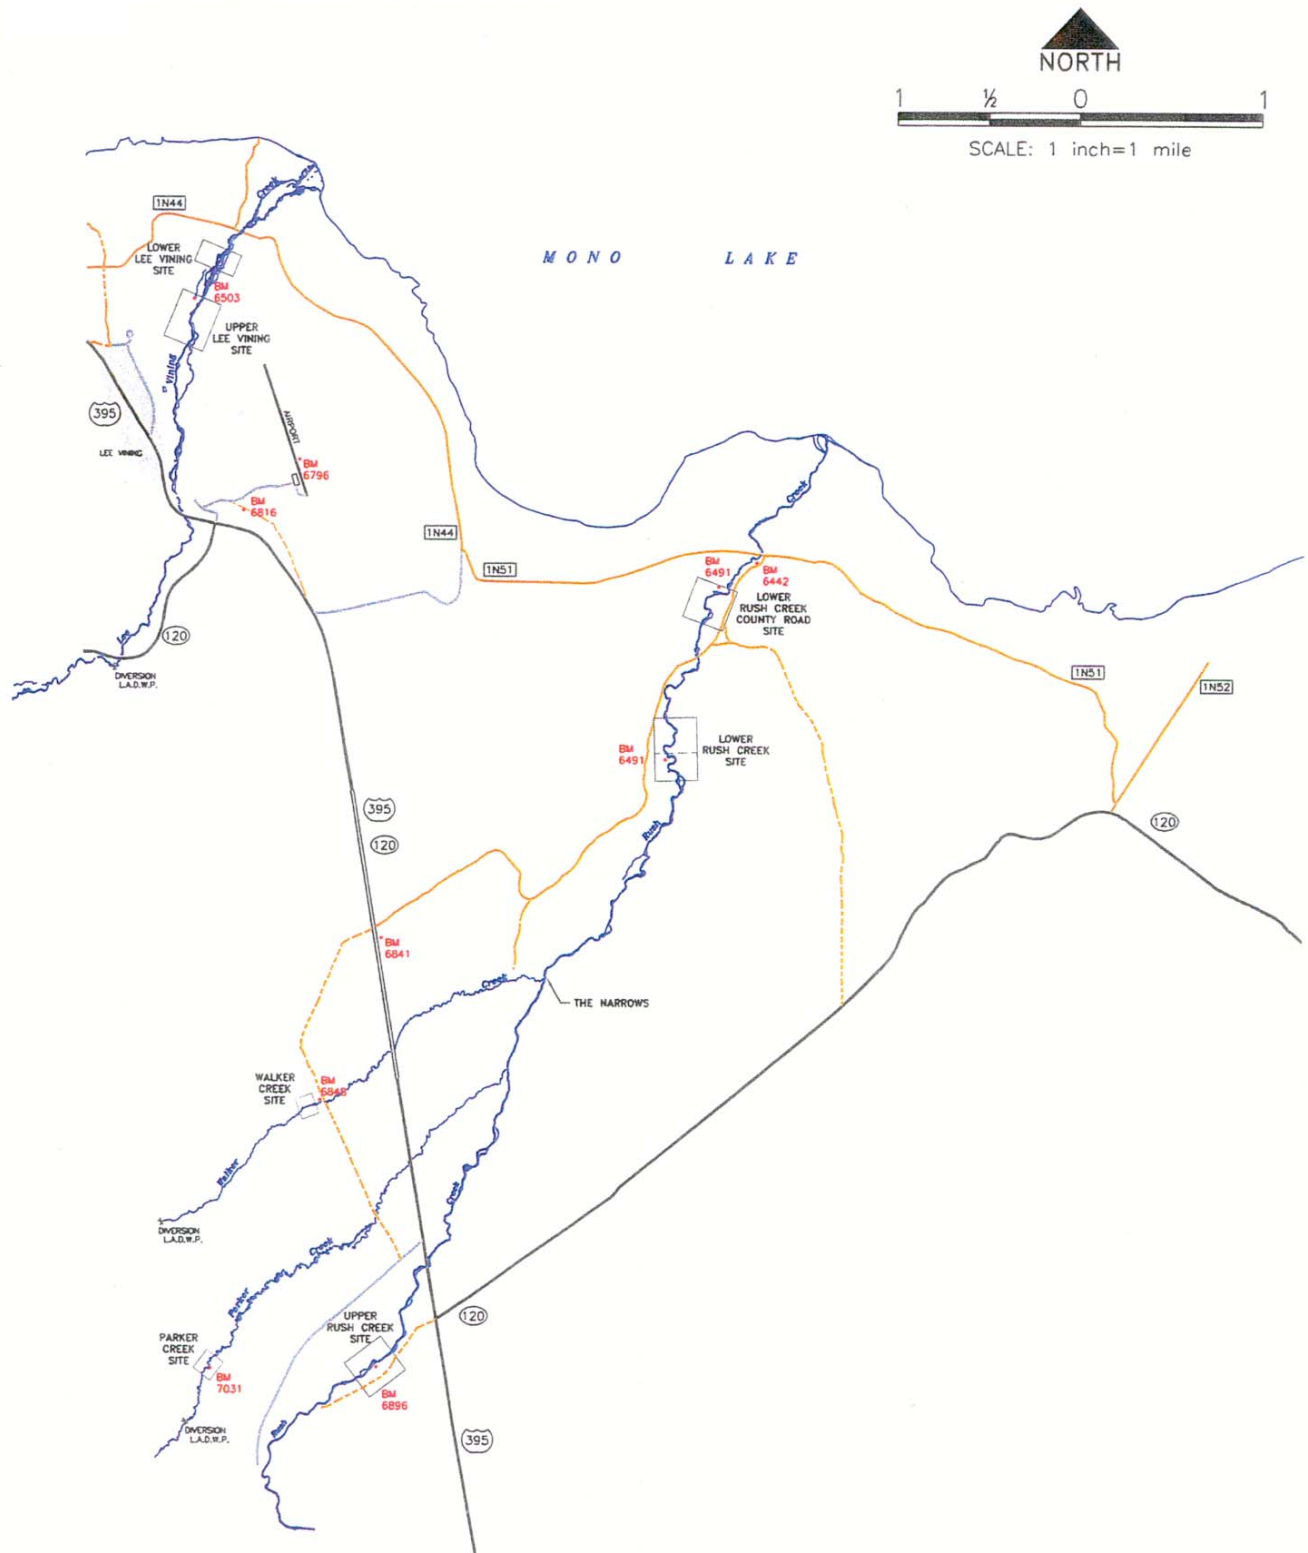 NORTH
1 ½ 0 1
SCALE: 1 inch=1 mile
Creek
1N44
LOWER
LEE VINING
SITE
MONO LAKE
BM
6503
UPPER
LEE VINING
SITE
Vining
395
AIRPORT
LEE VINING
BM
6796
BM
6816
Creek
1N44
1N51
BM
6491
BM
6442
LOWER
RUSH CREEK
COUNTY ROAD
SITE
Lee
120
DIVERSION
L.A.D.W.P.
1N51
1N52
LOWER
RUSH CREEK
SITE
BM
6491
395
120
Rush
120
BM
6841
Creek
THE NARROWS
WALKER
CREEK
SITE
BM
6848
Walker
Creek
DIVERSION
L.A.D.W.P.
Creek
Parker
UPPER
RUSH CREEK
SITE
120
PARKER
CREEK
SITE
BM
7031
BM
6896
DIVERSION
L.A.D.W.P.
Rush
395